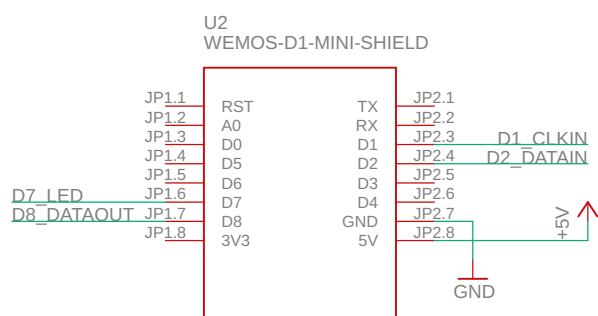 U2
WEMOS-D1-MINI-SHIELD
JP1.1 RST TX JP2.1
JP1.2 A0 RX JP2.2
JP1.3 D0 D1 JP2.3 D1_CLKIN
JP1.4 D5 D2 JP2.4 D2_DATAIN
JP1.5 D6 D3 JP2.5
D7_LED JP1.6 D7 D4 JP2.6
D8_DATAOUT JP1.7 D8 GND JP2.7
JP1.8 3V3 5V JP2.8 +5V
GND